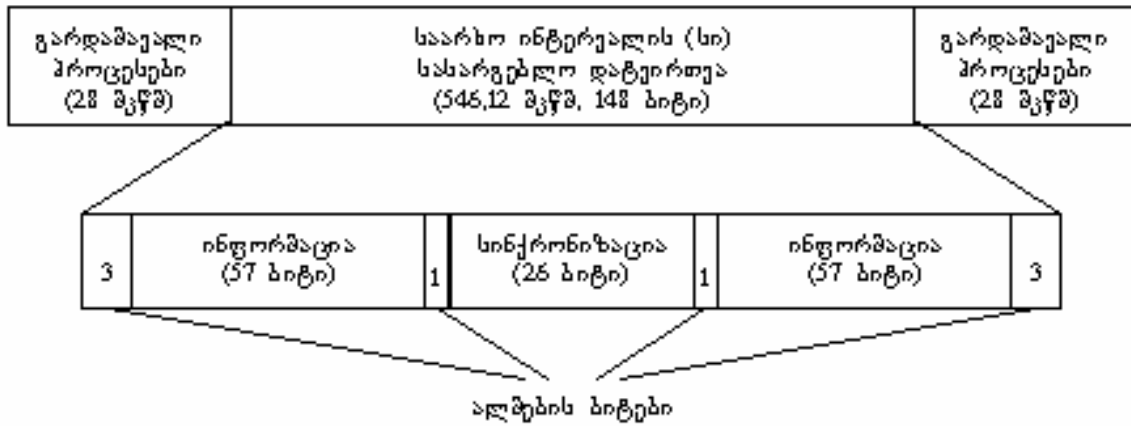 გარდამავალი
პროცესები
(28 მკწმ)
საარხო ინტერვალის (სი)
სასარგებლო დატვირთვა
(546,12 მკწმ, 148 ბიტი)
გარდამავალი
პროცესები
(28 მკწმ)
3
ინფორმაცია
(57 ბიტი)
1
სინქრონიზაცია
(26 ბიტი)
1
ინფორმაცია
(57 ბიტი)
3
ალმების ბიტები